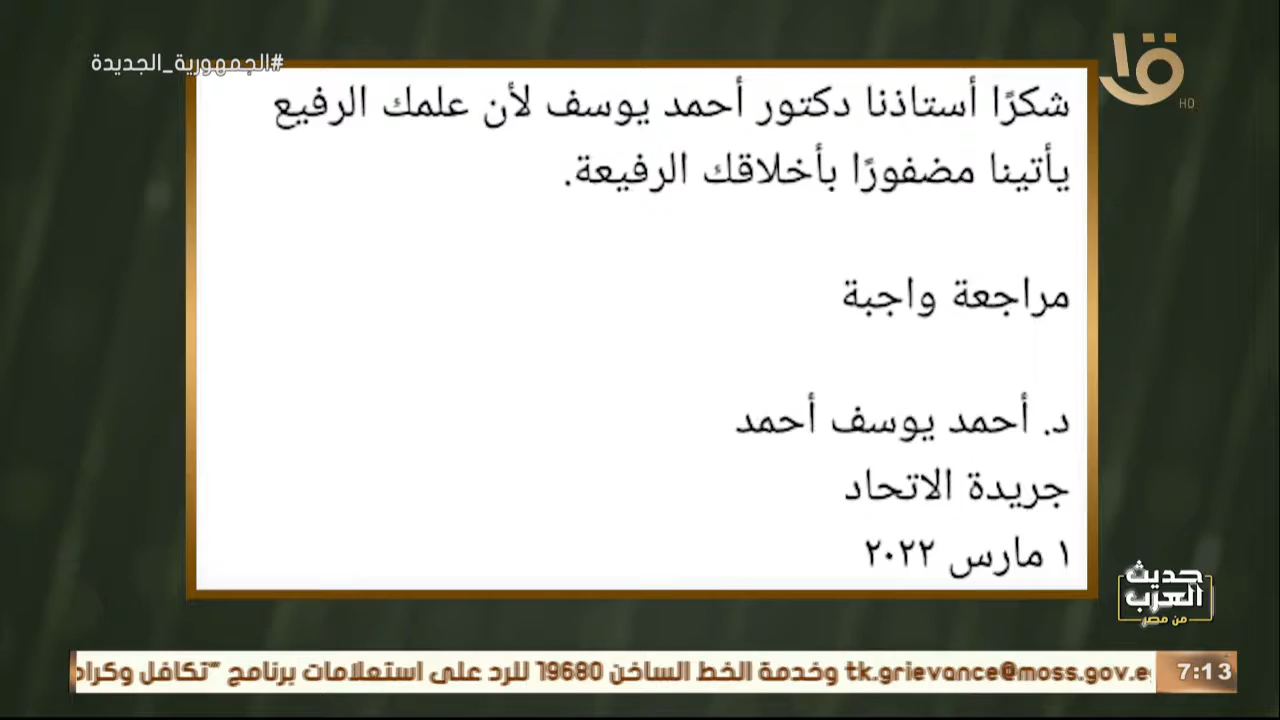 #الجمهورية_الجديدة
HD
شكرًا أستاذنا دكتور أحمد يوسف لأن علمك الرفيع
يأتينا مضفورًا بأخلاقك الرفيعة.
مراجعة واجبة
د. أحمد يوسف أحمد
جريدة الاتحاد
١ مارس ٢٠٢٢
حديث
العرب
من مصر
tk.grievance@moss.gov.e وخدمة الخط الساخن 19680 للرد على استعلامات برنامج "تكافل وكرام
7:13